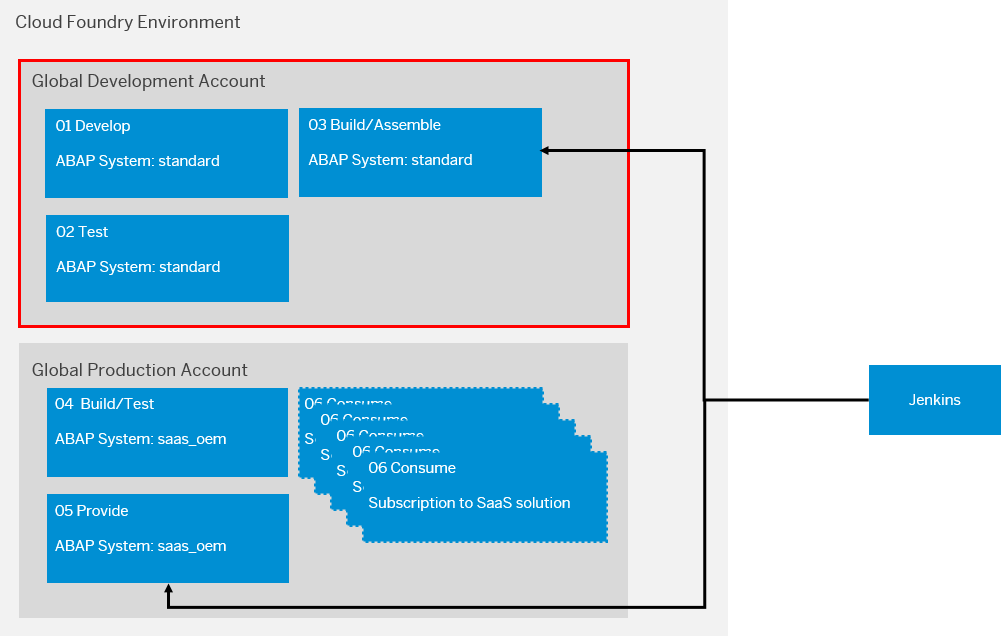 Cloud Foundry Environment
Global Development Account
01 Develop
ABAP System: standard
03 Build/Assemble
ABAP System: standard
02 Test
ABAP System: standard
Global Production Account
04 Build/Test
ABAP System: saas_oem
05 Provide
ABAP System: saas_oem
06 Consume
06 Consume
06 Consume
06 Consume
06 Consume
Subscription to SaaS solution
Jenkins